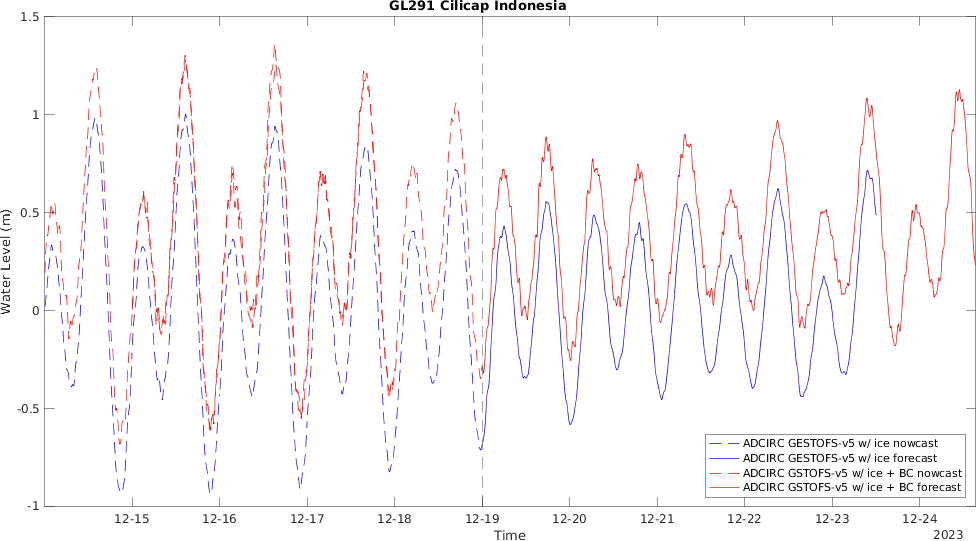 GL291 Cilicap Indonesia
1.5
1
0.5
0
-0.5
-1
Water Level (m)
12-15
12-16
12-17
12-18
12-19
12-20
12-21
12-22
12-23
12-24
Time
2023
ADCIRC GESTOFS-v5 w/ ice nowcast
ADCIRC GESTOFS-v5 w/ ice forecast
ADCIRC GSTOFS-v5 w/ ice + BC nowcast
ADCIRC GSTOFS-v5 w/ ice + BC forecast